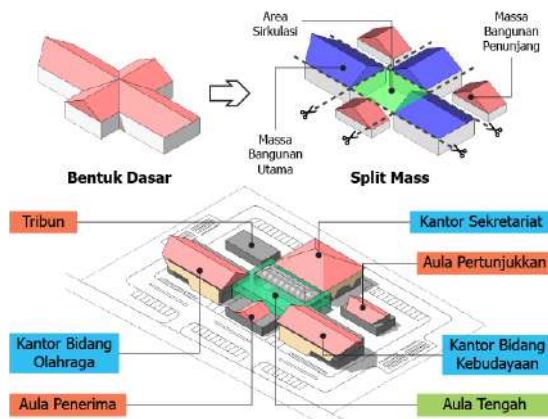 Area
Sirkulasi
Massa
Bangunan
Penunjang
Massa
Bangunan
Utama
Bentuk Dasar
Split Mass
Tribun
Kantor Sekretariat
Aula Pertunjukkan
Kantor Bidang
Olahraga
Kantor Bidang
Kebudayaan
Aula Penerima
Aula Tengah